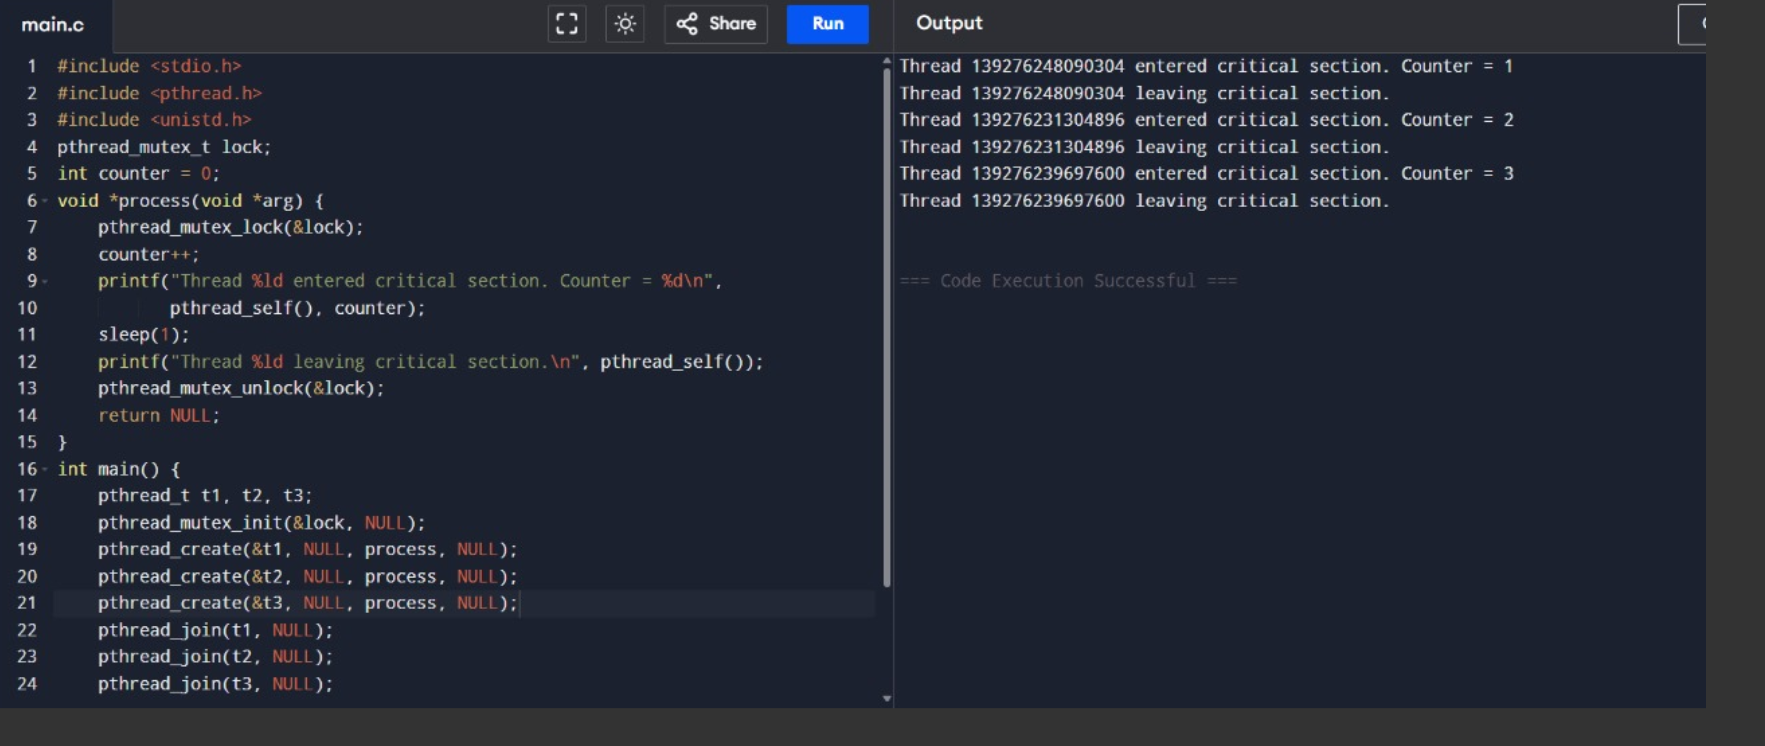 main.c
Share
Run
Output
1 #include <stdio.h>
2 #include <pthread.h>
3 #include <unistd.h>
4 pthread_mutex_t lock;
5 int counter = 0;
6 void *process(void *arg) {
7 pthread_mutex_lock(&lock);
8 counter++;
9 printf("Thread %ld entered critical section. Counter = %d\n",
10 pthread_self(), counter);
11 sleep(1);
12 printf("Thread %ld leaving critical section.\n", pthread_self());
13 pthread_mutex_unlock(&lock);
14 return NULL;
15 }
16 int main() {
17 pthread_t t1, t2, t3;
18 pthread_mutex_init(&lock, NULL);
19 pthread_create(&t1, NULL, process, NULL);
20 pthread_create(&t2, NULL, process, NULL);
21 pthread_create(&t3, NULL, process, NULL);
22 pthread_join(t1, NULL);
23 pthread_join(t2, NULL);
24 pthread_join(t3, NULL);
Thread 139276248090304 entered critical section. Counter = 1
Thread 139276248090304 leaving critical section.
Thread 139276231304896 entered critical section. Counter = 2
Thread 139276231304896 leaving critical section.
Thread 139276239697600 entered critical section. Counter = 3
Thread 139276239697600 leaving critical section.
=== Code Execution Successful ===